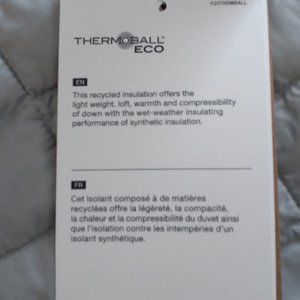 F20THRMBALL
THERMOBALL™
ECO
EN
This recycled insulation offers the
light weight, loft, warmth and compressibility
of down with the wet-weather insulating
performance of synthetic insulation.
FR
Cet isolant composé à de matières
recyclées offre la légèreté, la compacité,
la chaleur et la compressibilité du duvet ainsi
que l'isolation contre les intempéries d'un
isolant synthétique.